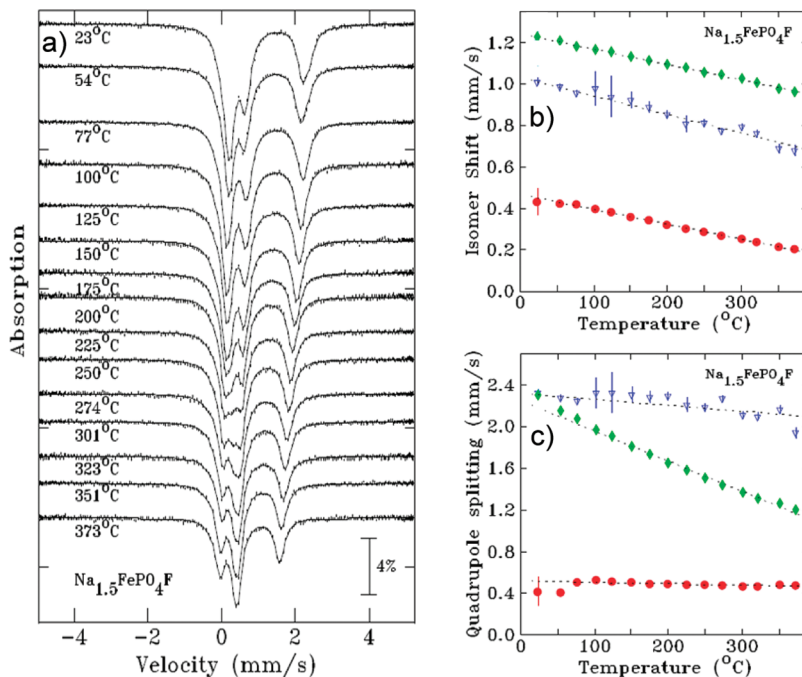 a)
23°C
54°C
77°C
100°C
125°C
150°C
175°C
200°C
225°C
250°C
274°C
301°C
323°C
351°C
373°C
Na1.5FePO4F
4%
Absorption
−4 −2 0 2 4
Velocity (mm/s)
b)
Na1.5FePO4F
1.2
1.0
0.8
0.6
0.4
0.2
0.0
Isomer Shift (mm/s)
0 100 200 300
Temperature (°C)
c)
Na1.5FePO4F
2.4
2.0
1.6
1.2
0.8
0.4
0.0
Quadrupole splitting (mm/s)
0 100 200 300
Temperature (°C)